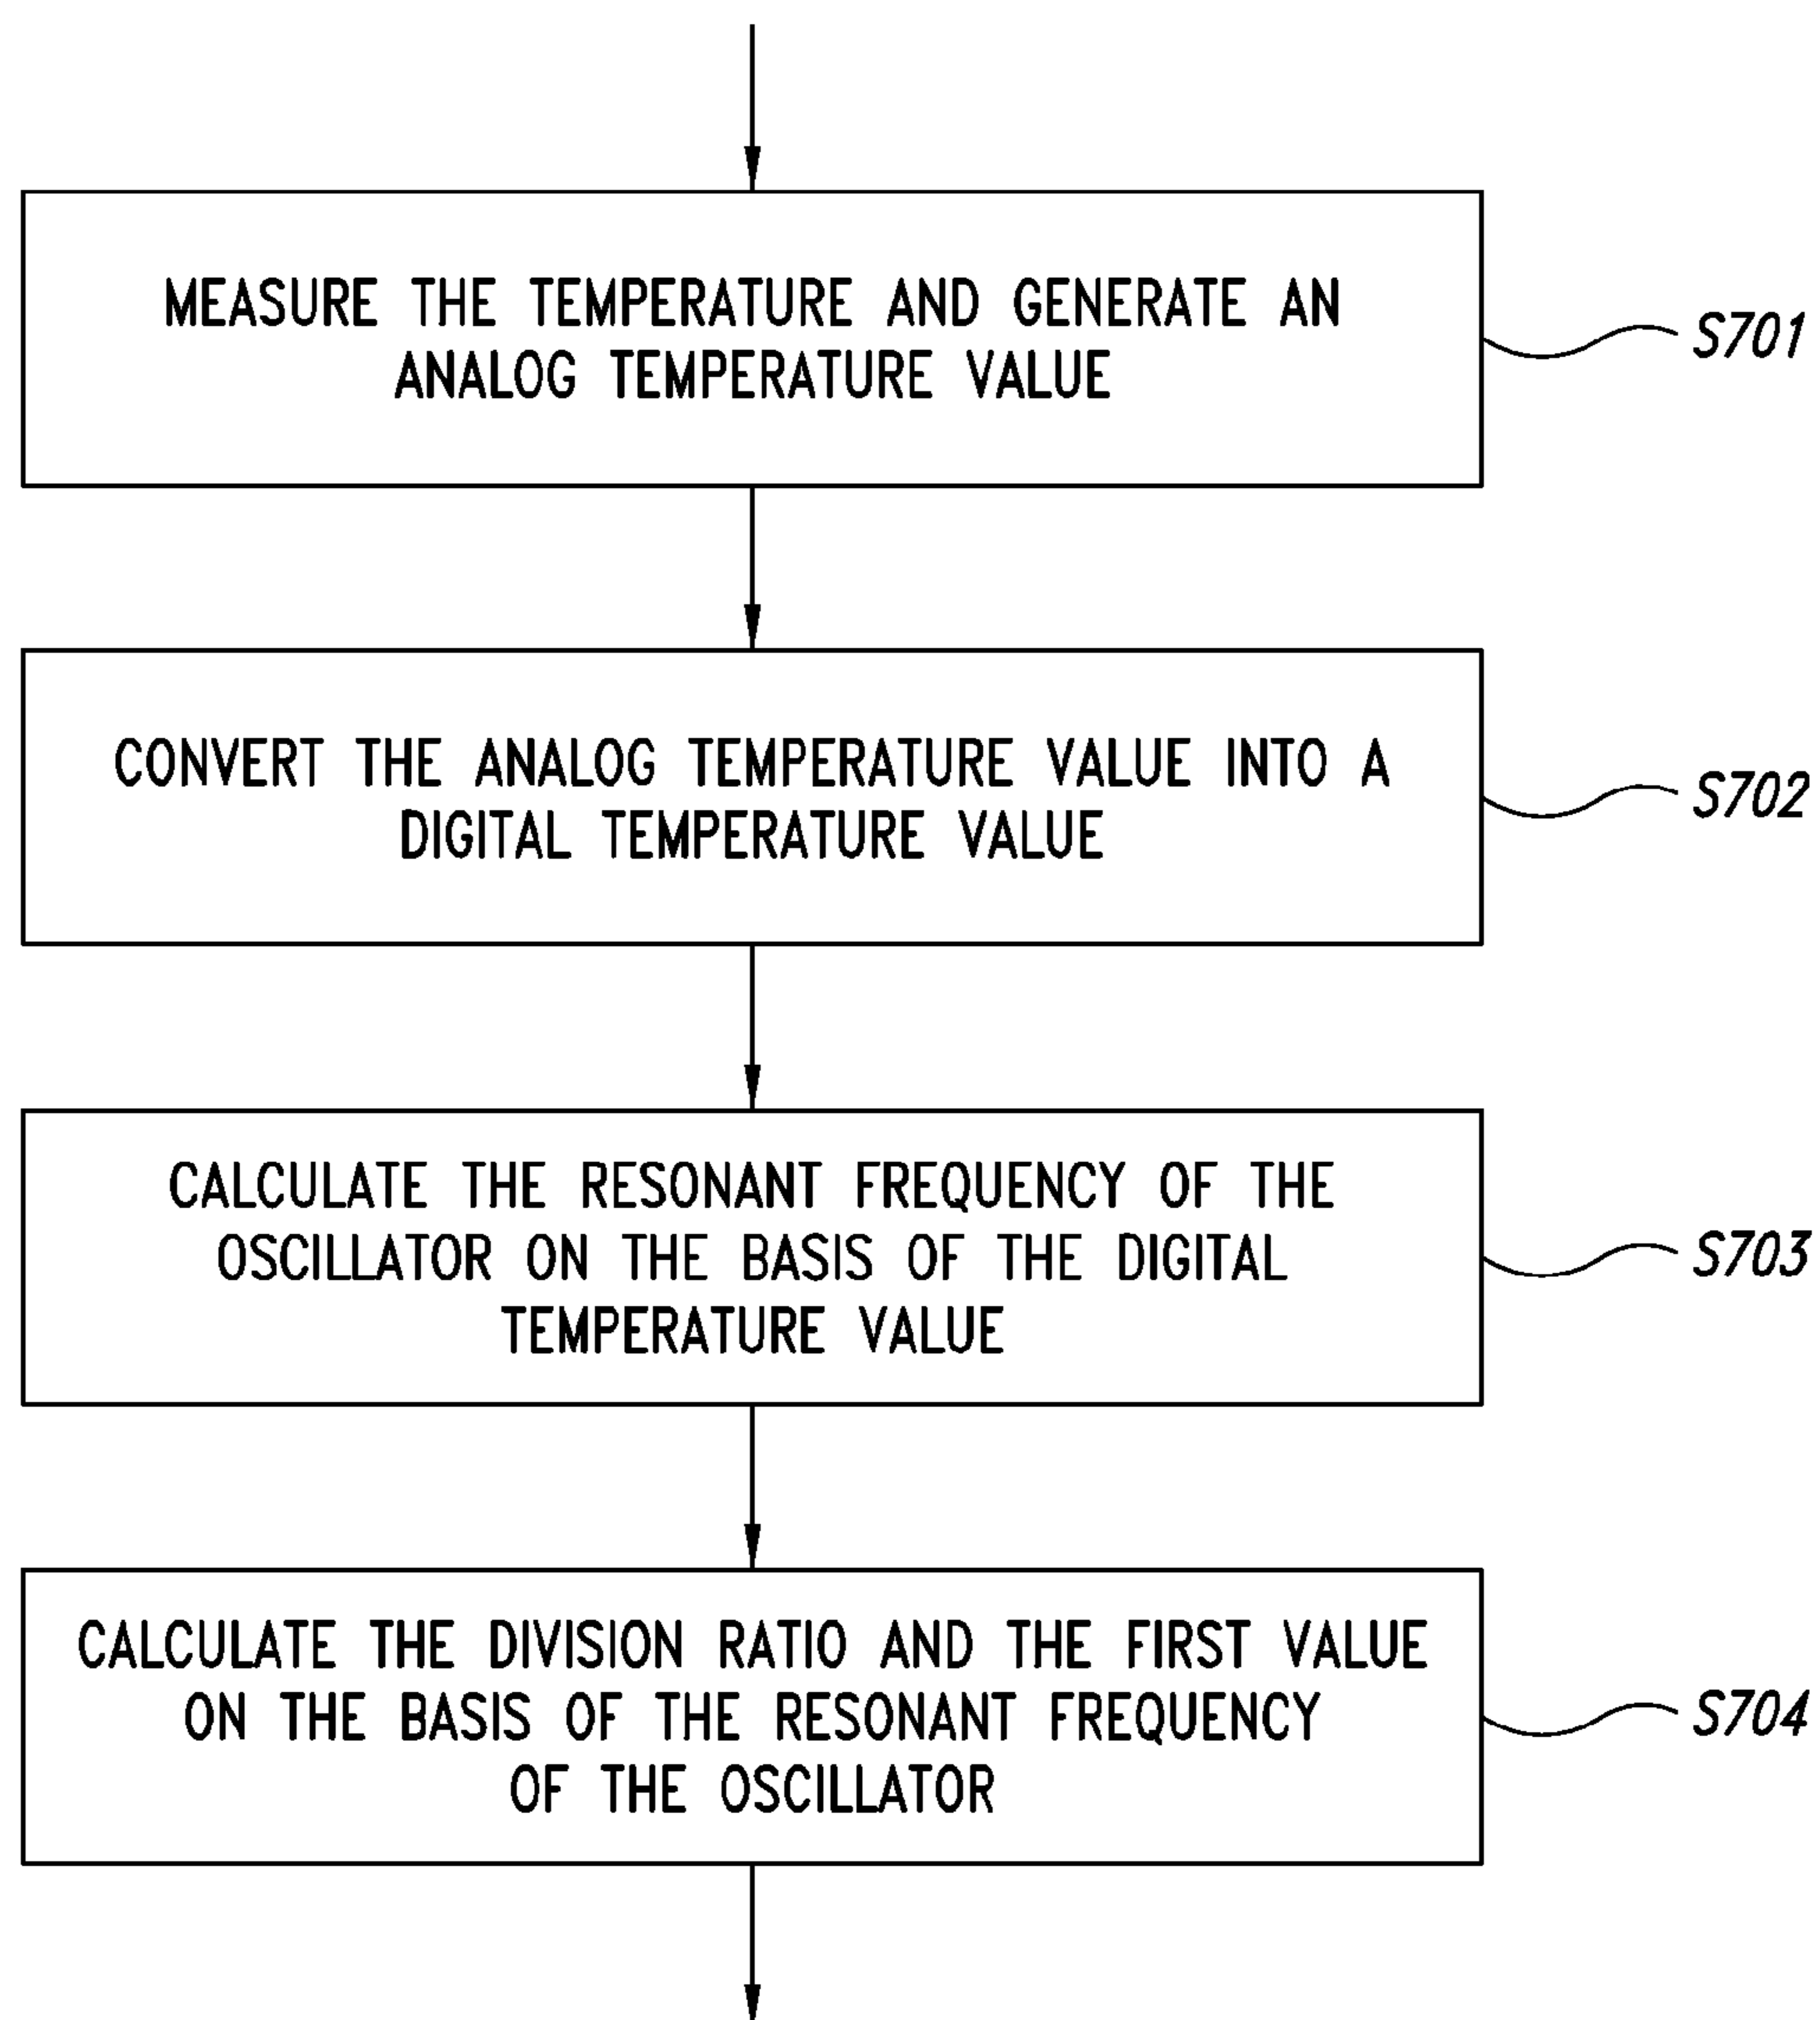 MEASURE THE TEMPERATURE AND GENERATE AN
ANALOG TEMPERATURE VALUE
S701
CONVERT THE ANALOG TEMPERATURE VALUE INTO A
DIGITAL TEMPERATURE VALUE
S702
CALCULATE THE RESONANT FREQUENCY OF THE
OSCILLATOR ON THE BASIS OF THE DIGITAL
TEMPERATURE VALUE
S703
CALCULATE THE DIVISION RATIO AND THE FIRST VALUE
ON THE BASIS OF THE RESONANT FREQUENCY
OF THE OSCILLATOR
S704